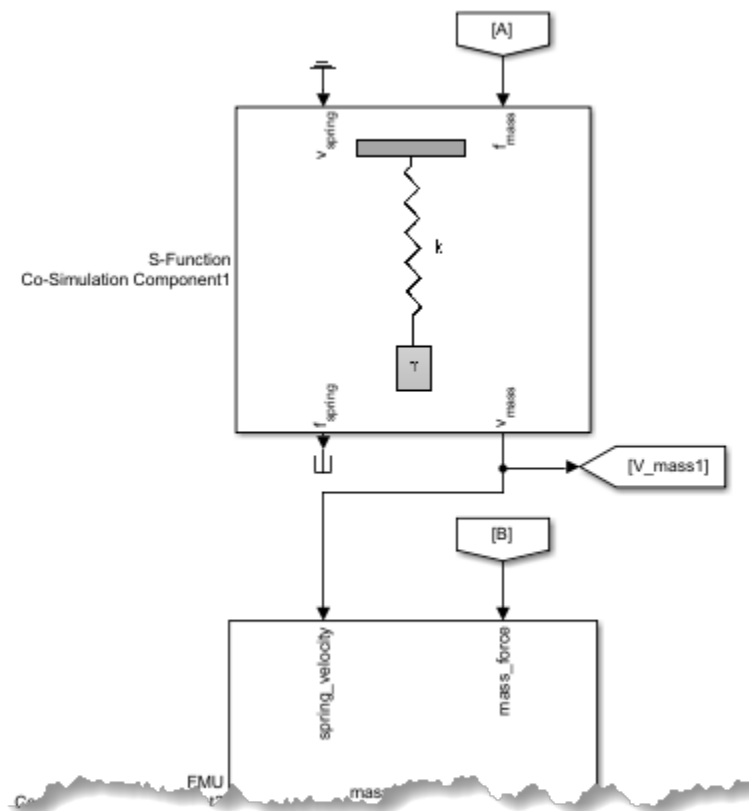 [A]
v_spring
f_mass
k
S-Function
Co-Simulation Component1
f_spring
v_mass
[V_mass1]
[B]
spring_velocity
mass_force
FMU